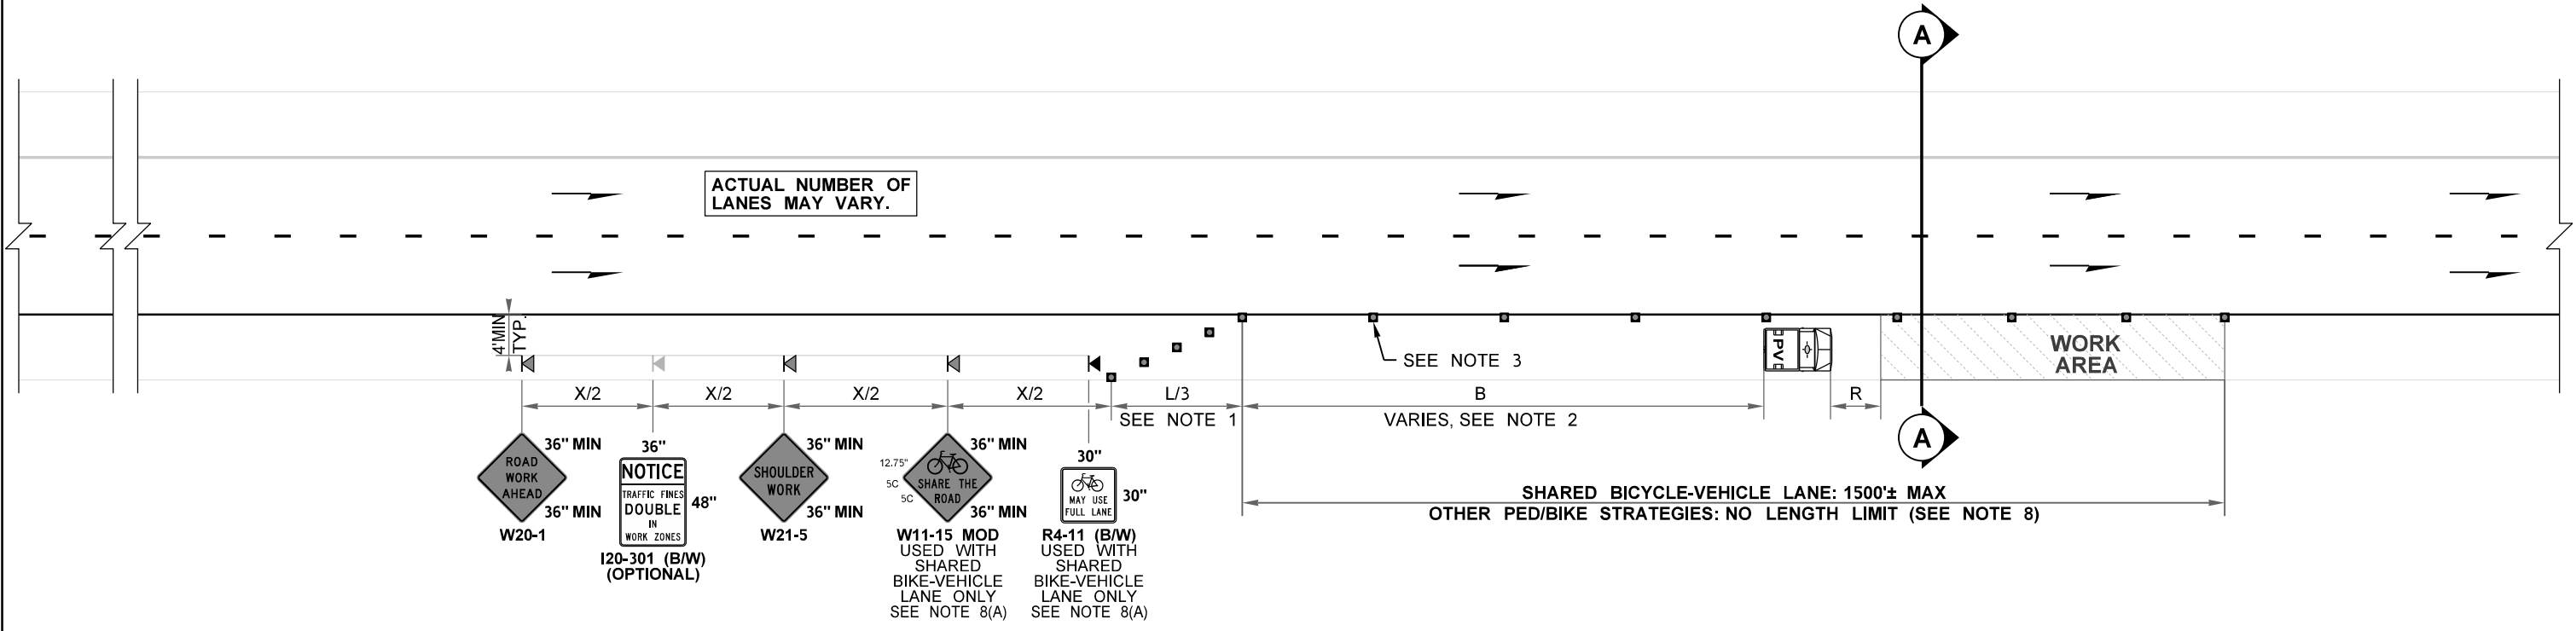 A
ACTUAL NUMBER OF
LANES MAY VARY.
4'MIN
TYP.
SEE NOTE 3
PV
WORK
AREA
X/2
X/2
X/2
X/2
L/3
B
R
SEE NOTE 1
VARIES, SEE NOTE 2
A
ROAD
WORK
AHEAD
36" MIN
36" MIN
W20-1
36"
NOTICE
TRAFFIC FINES
DOUBLE
IN
WORK ZONES
48"
I20-301 (B/W)
(OPTIONAL)
SHOULDER
WORK
36" MIN
36" MIN
W21-5
12.75"
5C
5C
SHARE THE
ROAD
36" MIN
36" MIN
W11-15 MOD
USED WITH
SHARED
BIKE-VEHICLE
LANE ONLY
SEE NOTE 8(A)
30"
MAY USE
FULL LANE
30"
R4-11 (B/W)
USED WITH
SHARED
BIKE-VEHICLE
LANE ONLY
SEE NOTE 8(A)
SHARED BICYCLE-VEHICLE LANE: 1500'± MAX
OTHER PED/BIKE STRATEGIES: NO LENGTH LIMIT (SEE NOTE 8)